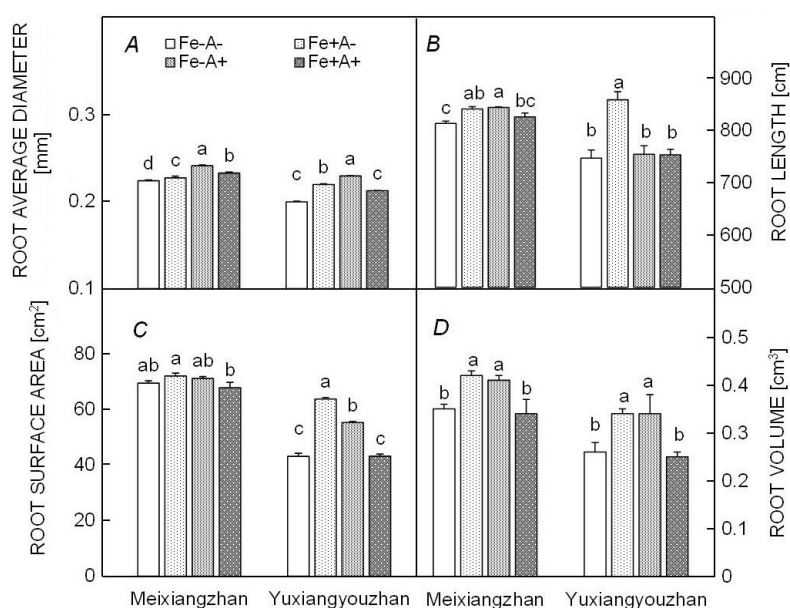 A
Fe-A-
Fe+A-
Fe-A+
Fe+A+
ROOT AVERAGE DIAMETER
[mm]
0.3
0.2
0.1
d c a b
c b a c
B
ROOT LENGTH [cm]
900
800
700
600
500
c ab a bc
b a b b
C
ROOT SURFACE AREA [cm²]
80
60
40
20
0
ab a ab b
c a b c
Meixiangzhan Yuxiangyouzhan
D
ROOT VOLUME [cm³]
0.5
0.4
0.3
0.2
0.1
0
b a a b
b a a b
Meixiangzhan Yuxiangyouzhan